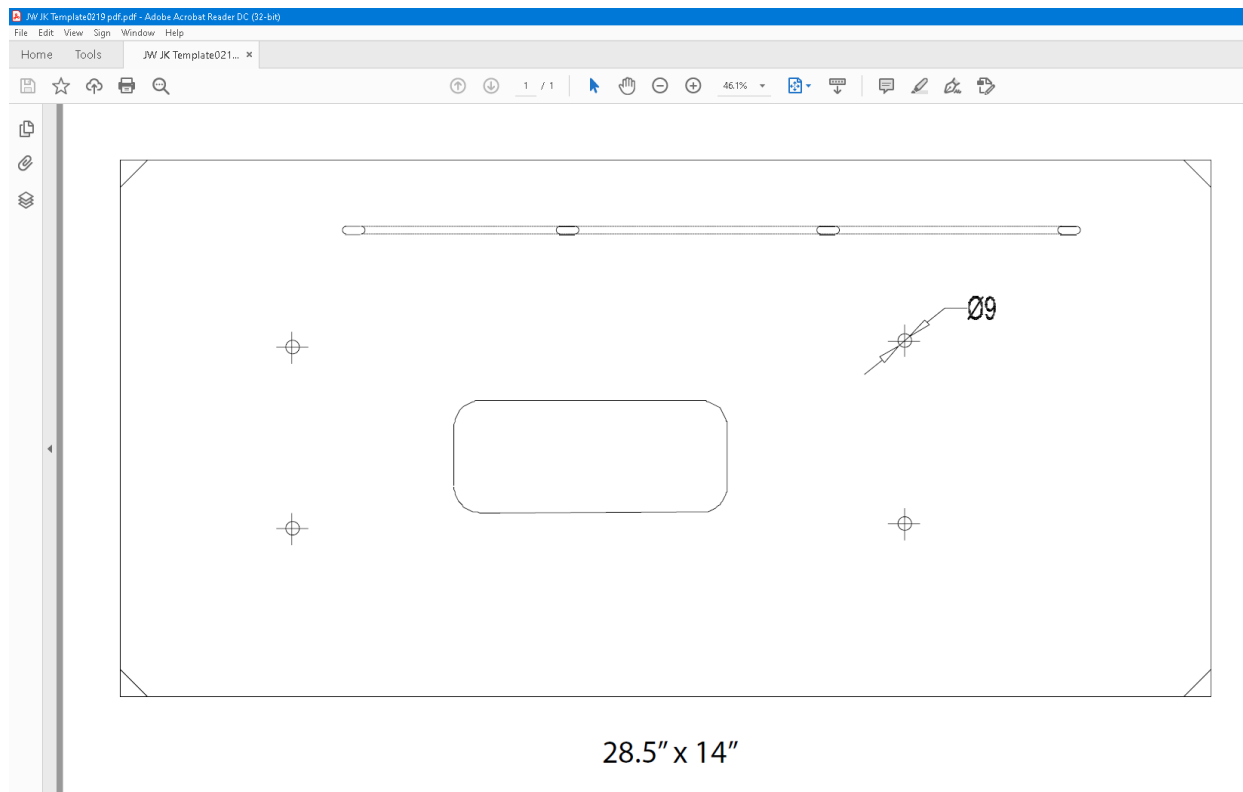 JW JK Template0219 pdf.pdf - Adobe Acrobat Reader DC (32-bit)
File Edit View Sign Window Help
Home Tools JW JK Template021... ×
1 / 1 46.1%
Ø9
28.5” x 14”